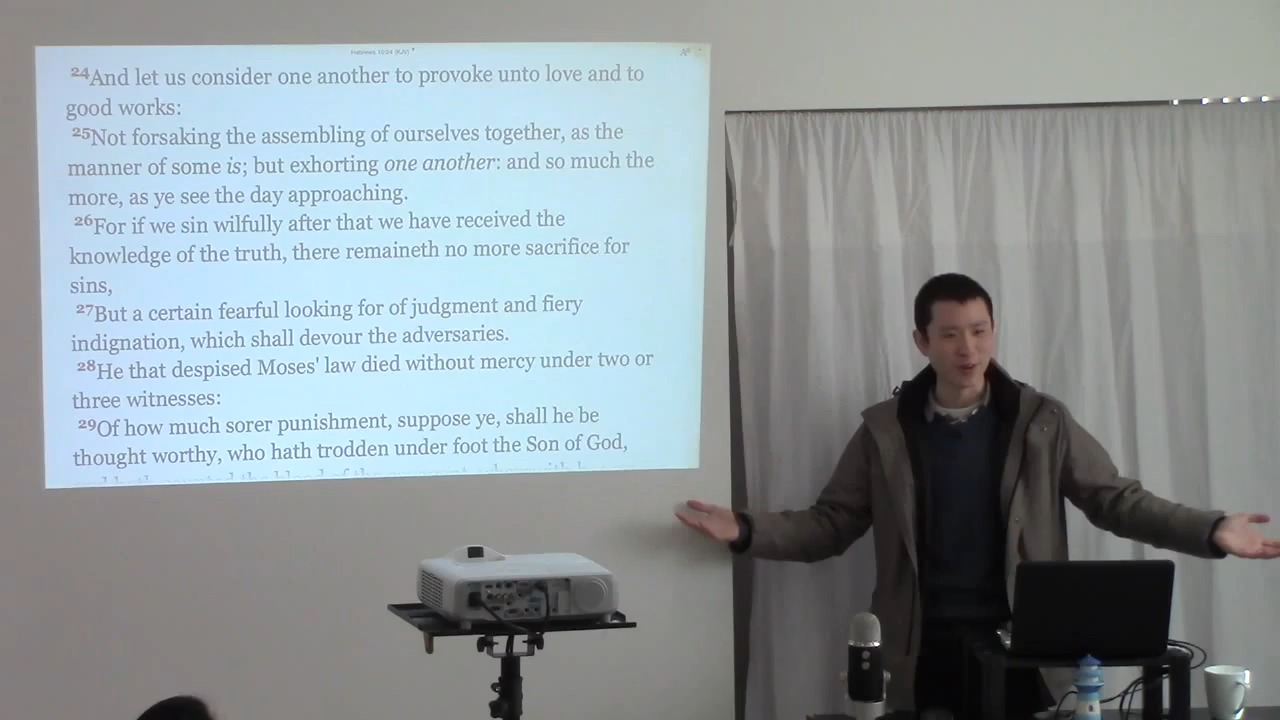 Hebrews 10:24 (KJV)
24And let us consider one another to provoke unto love and to
good works:
25Not forsaking the assembling of ourselves together, as the
manner of some is; but exhorting one another: and so much the
more, as ye see the day approaching.
26For if we sin wilfully after that we have received the
knowledge of the truth, there remaineth no more sacrifice for
sins,
27But a certain fearful looking for of judgment and fiery
indignation, which shall devour the adversaries.
28He that despised Moses' law died without mercy under two or
three witnesses:
29Of how much sorer punishment, suppose ye, shall he be
thought worthy, who hath trodden under foot the Son of God,